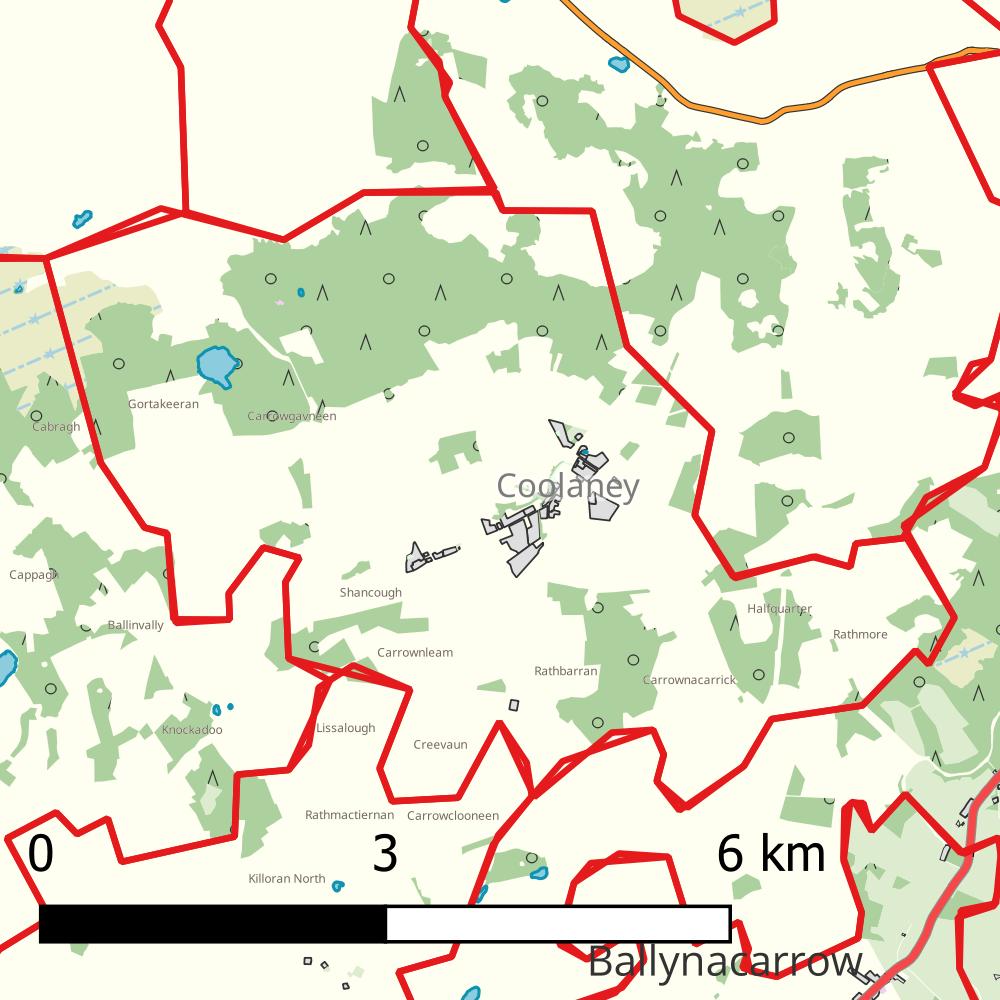 Gortakeeran
Carrowgavneen
Cabragh
Coolaney
Cappagh
Shancough
Ballinvally
Halfquarter
Rathmore
Carrownleam
Rathbarran
Carrownacarrick
Knockadoo
Lissalough
Creevaun
Rathmactiernan
Carrowclooneen
0 3 6 km
Killoran North
Ballynacarrow